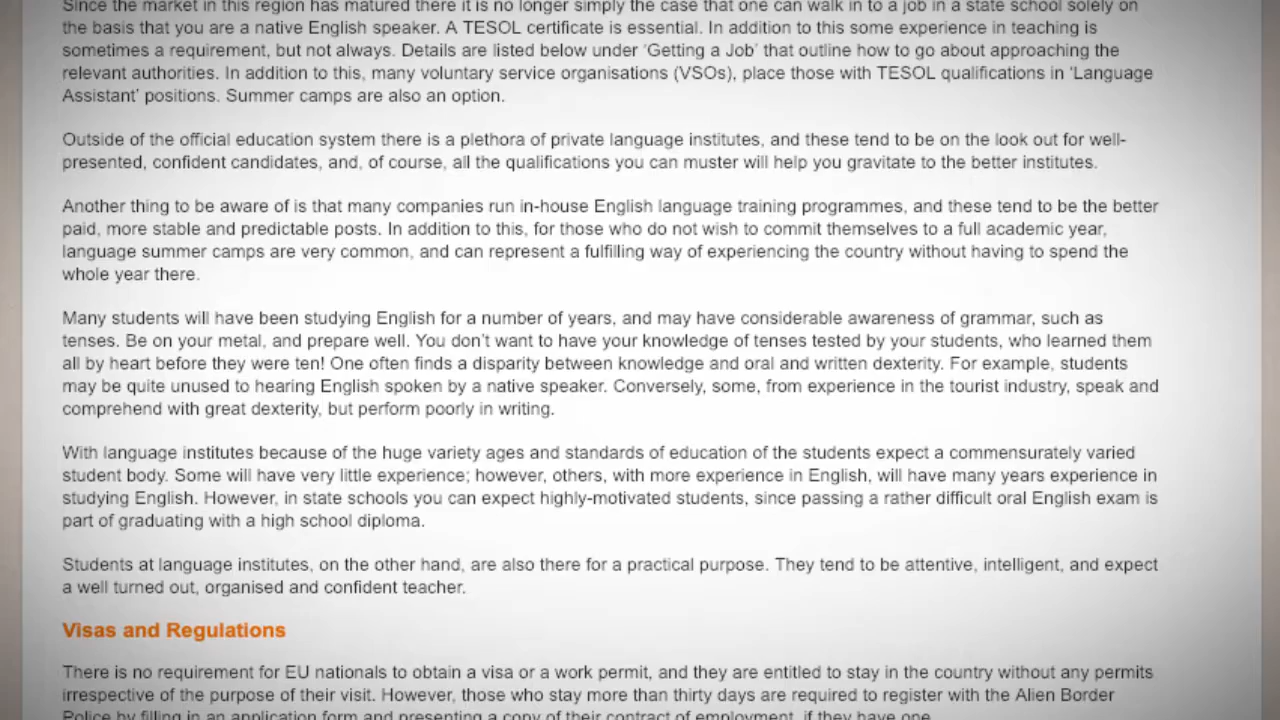 Since the market in this region has matured there it is no longer simply the case that one can walk in to a job in a state school solely on
the basis that you are a native English speaker. A TESOL certificate is essential. In addition to this some experience in teaching is
sometimes a requirement, but not always. Details are listed below under 'Getting a Job' that outline how to go about approaching the
relevant authorities. In addition to this, many voluntary service organisations (VSOs), place those with TESOL qualifications in 'Language
Assistant' positions. Summer camps are also an option.
Outside of the official education system there is a plethora of private language institutes, and these tend to be on the look out for well-
presented, confident candidates, and, of course, all the qualifications you can muster will help you gravitate to the better institutes.
Another thing to be aware of is that many companies run in-house English language training programmes, and these tend to be the better
paid, more stable and predictable posts. In addition to this, for those who do not wish to commit themselves to a full academic year,
language summer camps are very common, and can represent a fulfilling way of experiencing the country without having to spend the
whole year there.
Many students will have been studying English for a number of years, and may have considerable awareness of grammar, such as
tenses. Be on your metal, and prepare well. You don't want to have your knowledge of tenses tested by your students, who learned them
all by heart before they were ten! One often finds a disparity between knowledge and oral and written dexterity. For example, students
may be quite unused to hearing English spoken by a native speaker. Conversely, some, from experience in the tourist industry, speak and
comprehend with great dexterity, but perform poorly in writing.
With language institutes because of the huge variety ages and standards of education of the students expect a commensurately varied
student body. Some will have very little experience; however, others, with more experience in English, will have many years experience in
studying English. However, in state schools you can expect highly-motivated students, since passing a rather difficult oral English exam is
part of graduating with a high school diploma.
Students at language institutes, on the other hand, are also there for a practical purpose. They tend to be attentive, intelligent, and expect
a well turned out, organised and confident teacher.
Visas and Regulations
There is no requirement for EU nationals to obtain a visa or a work permit, and they are entitled to stay in the country without any permits
irrespective of the purpose of their visit. However, those who stay more than thirty days are required to register with the Alien Border
Police by filling in an application form and presenting a copy of their contract of employment, if they have one.